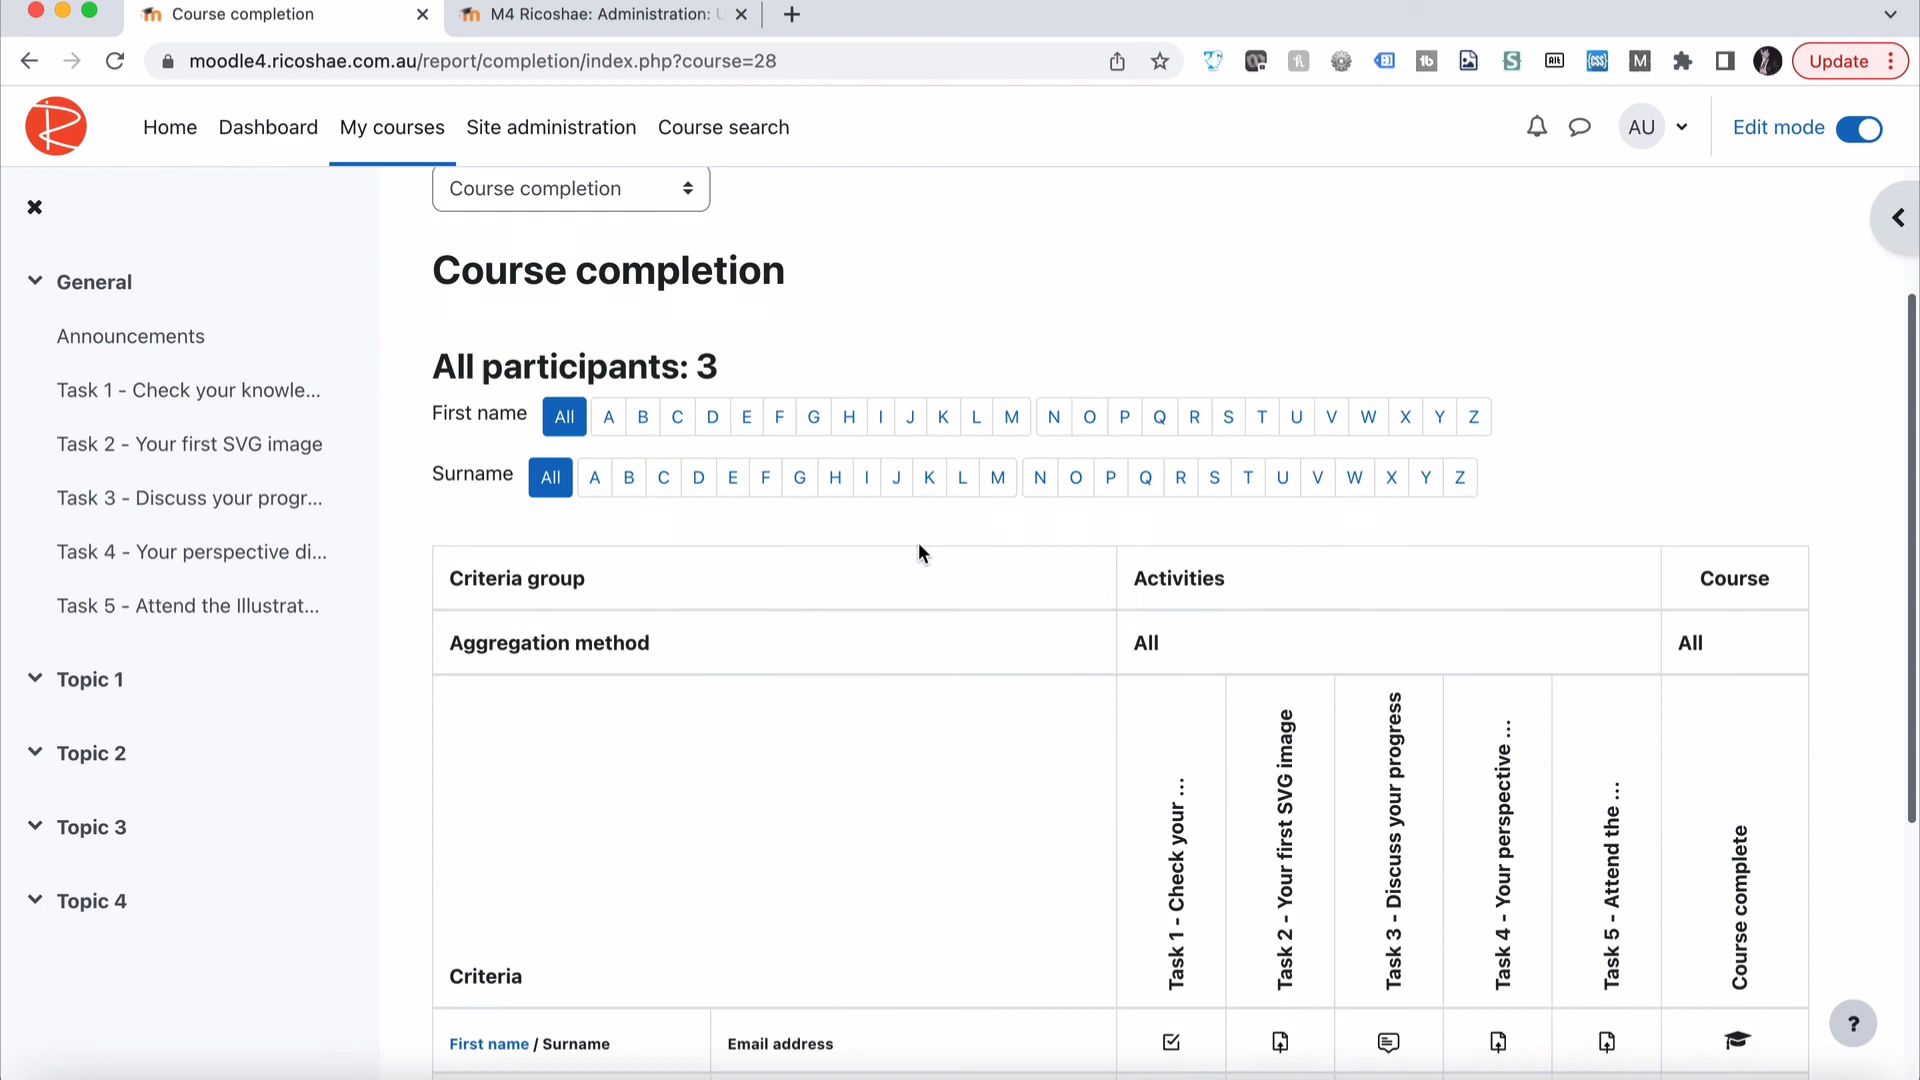 Course completion
M4 Ricoshae: Administration:
moodle4.ricoshae.com.au/report/completion/index.php?course=28
Update
Home
Dashboard
My courses
Site administration
Course search
AU
Edit mode
Course completion
General
Announcements
Task 1 - Check your knowle...
Task 2 - Your first SVG image
Task 3 - Discuss your progr...
Task 4 - Your perspective di...
Task 5 - Attend the Illustrat...
Topic 1
Topic 2
Topic 3
Topic 4
Course completion
All participants: 3
First name All A B C D E F G H I J K L M N O P Q R S T U V W X Y Z
Surname All A B C D E F G H I J K L M N O P Q R S T U V W X Y Z
Criteria group Activities Course
Aggregation method All All
Criteria
Task 1 - Check your ...
Task 2 - Your first SVG image
Task 3 - Discuss your progress
Task 4 - Your perspective ...
Task 5 - Attend the ...
Course complete
First name / Surname
Email address
?